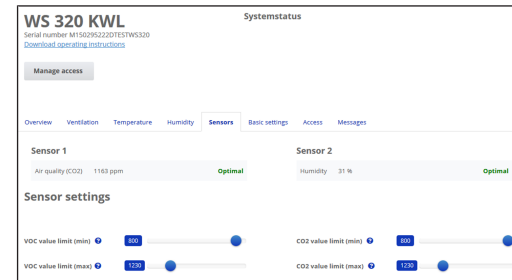 WS 320 KWL
Systemstatus
Serial number M150295222DTESTWS320
Download operating instructions
Manage access
Overview Ventilation Temperature Humidity Sensors Basic settings Access Messages
Sensor 1 Sensor 2
Air quality (CO2) 1163 ppm Optimal Humidity 31 % Optimal
Sensor settings
VOC value limit (min) ? 800 CO2 value limit (min) ? 800
VOC value limit (max) ? 1230 CO2 value limit (max) ? 1230